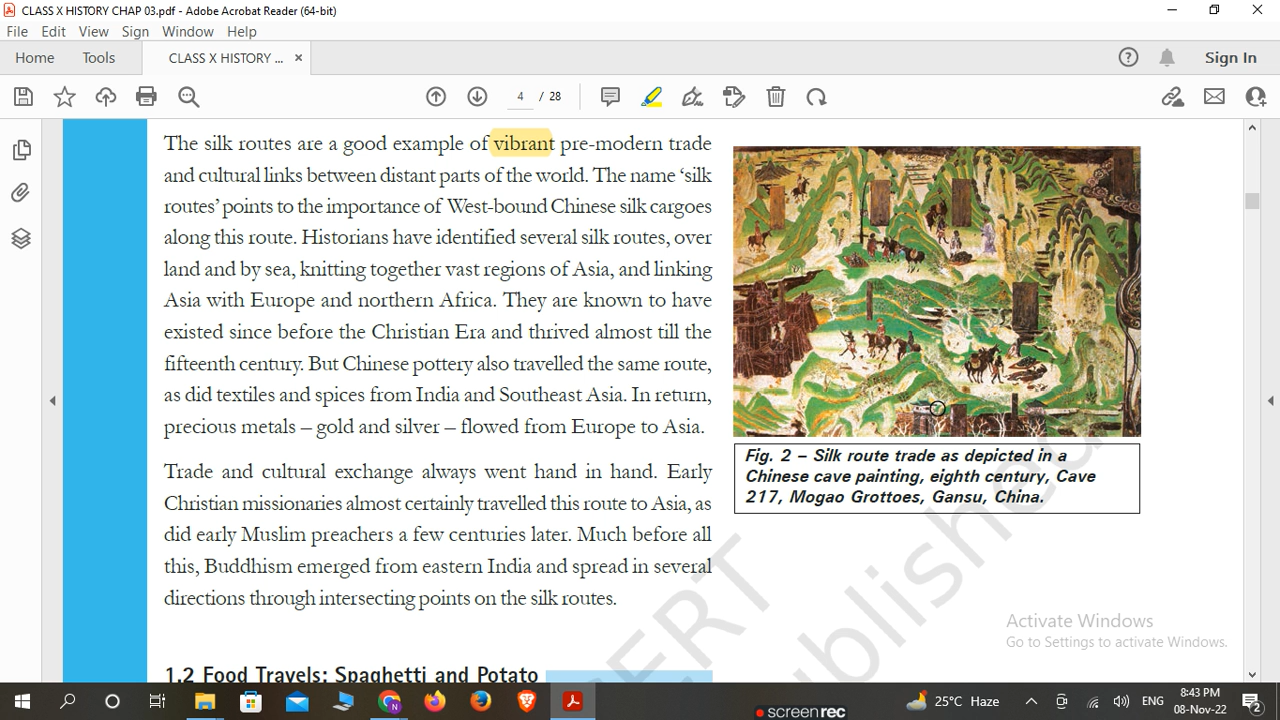 CLASS X HISTORY CHAP 03.pdf - Adobe Acrobat Reader (64-bit)
File Edit View Sign Window Help
Home Tools CLASS X HISTORY ... × Sign In
4 / 28
The silk routes are a good example of vibrant pre-modern trade
and cultural links between distant parts of the world. The name ‘silk
routes’ points to the importance of West-bound Chinese silk cargoes
along this route. Historians have identified several silk routes, over
land and by sea, knitting together vast regions of Asia, and linking
Asia with Europe and northern Africa. They are known to have
existed since before the Christian Era and thrived almost till the
fifteenth century. But Chinese pottery also travelled the same route,
as did textiles and spices from India and Southeast Asia. In return,
precious metals – gold and silver – flowed from Europe to Asia.
Trade and cultural exchange always went hand in hand. Early
Christian missionaries almost certainly travelled this route to Asia, as
did early Muslim preachers a few centuries later. Much before all
this, Buddhism emerged from eastern India and spread in several
directions through intersecting points on the silk routes.
1.2 Food Travels: Spaghetti and Potato
Fig. 2 – Silk route trade as depicted in a
Chinese cave painting, eighth century, Cave
217, Mogao Grottoes, Gansu, China.
ERT
ublished
Activate Windows
Go to Settings to activate Windows.
25°C Haze ENG 8:43 PM
08-Nov-22 2
screenrec